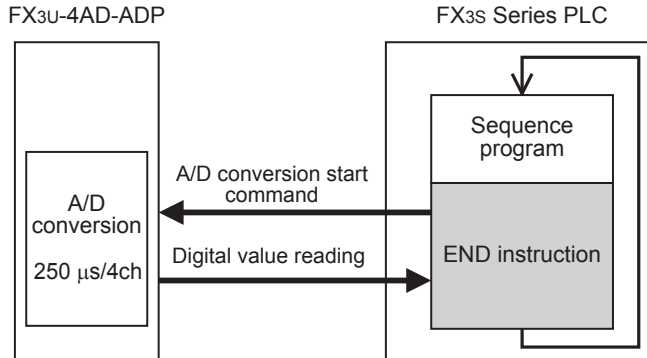 FX3U-4AD-ADP
FX3S Series PLC
Sequence
program
A/D conversion start
command
A/D
conversion
250 μs/4ch
Digital value reading
END instruction